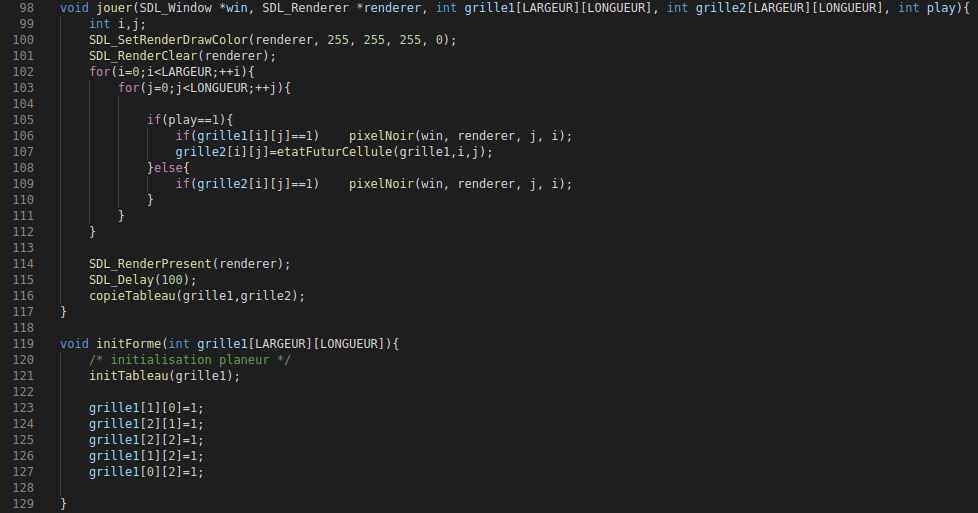 98 void jouer(SDL_Window *win, SDL_Renderer *renderer, int grille1[LARGEUR][LONGUEUR], int grille2[LARGEUR][LONGUEUR], int play){
99     int i,j;
100     SDL_SetRenderDrawColor(renderer, 255, 255, 255, 0);
101     SDL_RenderClear(renderer);
102     for(i=0;i<LARGEUR;++i){
103         for(j=0;j<LONGUEUR;++j){
104
105             if(play==1){
106                 if(grille1[i][j]==1)    pixelNoir(win, renderer, j, i);
107                 grille2[i][j]=etatFuturCellule(grille1,i,j);
108             }else{
109                 if(grille2[i][j]==1)    pixelNoir(win, renderer, j, i);
110             }
111         }
112     }
113
114     SDL_RenderPresent(renderer);
115     SDL_Delay(100);
116     copieTableau(grille1,grille2);
117 }
118
119 void initForme(int grille1[LARGEUR][LONGUEUR]){
120     /* initialisation planeur */
121     initTableau(grille1);
122
123     grille1[1][0]=1;
124     grille1[2][1]=1;
125     grille1[2][2]=1;
126     grille1[1][2]=1;
127     grille1[0][2]=1;
128
129 }